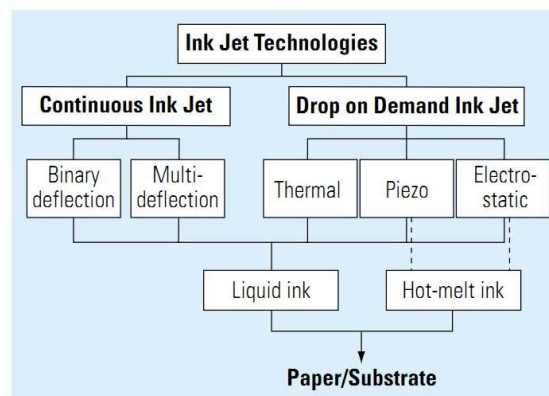 Ink Jet Technologies
Continuous Ink Jet
Drop on Demand Ink Jet
Binary
deflection
Multi-
deflection
Thermal
Piezo
Electro-
static
Liquid ink
Hot-melt ink
Paper/Substrate